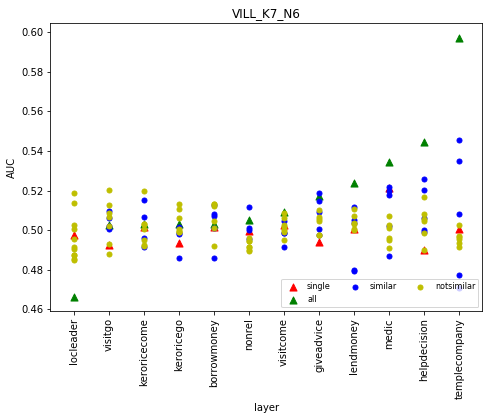 VILL_K7_N6
AUC
0.60
0.58
0.56
0.54
0.52
0.50
0.48
0.46
single
similar
notsimilar
all
locleader
visitgo
keroricecome
keroricego
borrowmoney
nonrel
visitcome
giveadvice
lendmoney
medic
helpdecision
templecompany
layer